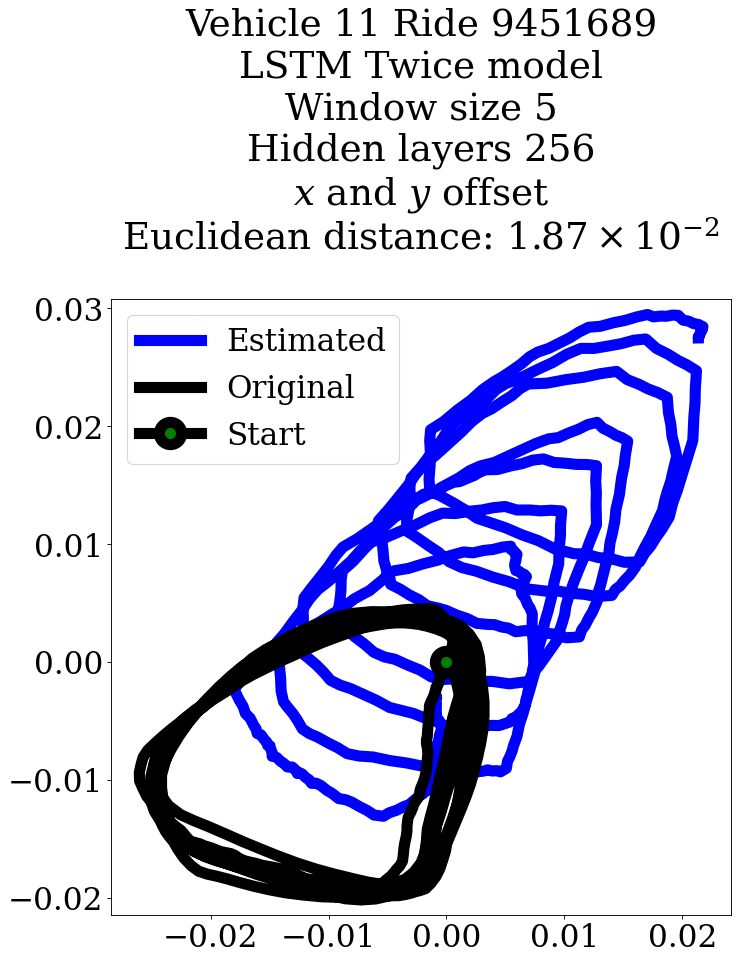 Vehicle 11 Ride 9451689
LSTM Twice model
Window size 5
Hidden layers 256
x and y offset
Euclidean distance: 1.87 × 10⁻²
Estimated
Original
Start
0.03
0.02
0.01
0.00
−0.01
−0.02
−0.02 −0.01 0.00 0.01 0.02